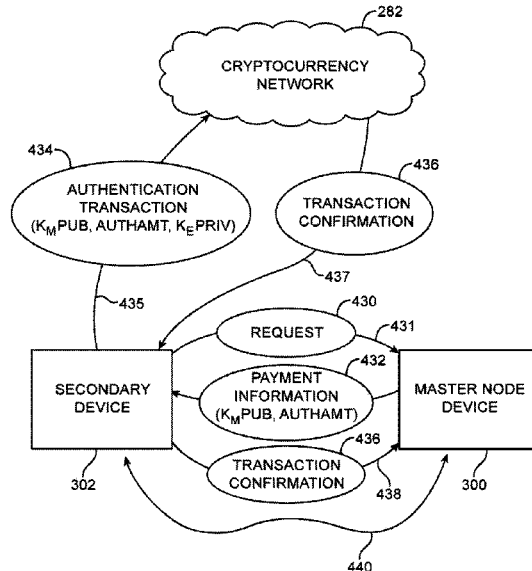 282
CRYPTOCURRENCY
NETWORK
434
AUTHENTICATION
TRANSACTION
(KMPUB, AUTHAMT, KEPRIV)
436
TRANSACTION
CONFIRMATION
437
435
430
REQUEST
431
432
PAYMENT
INFORMATION
(KMPUB, AUTHAMT)
SECONDARY
DEVICE
MASTER NODE
DEVICE
436
TRANSACTION
CONFIRMATION
438
302
300
440